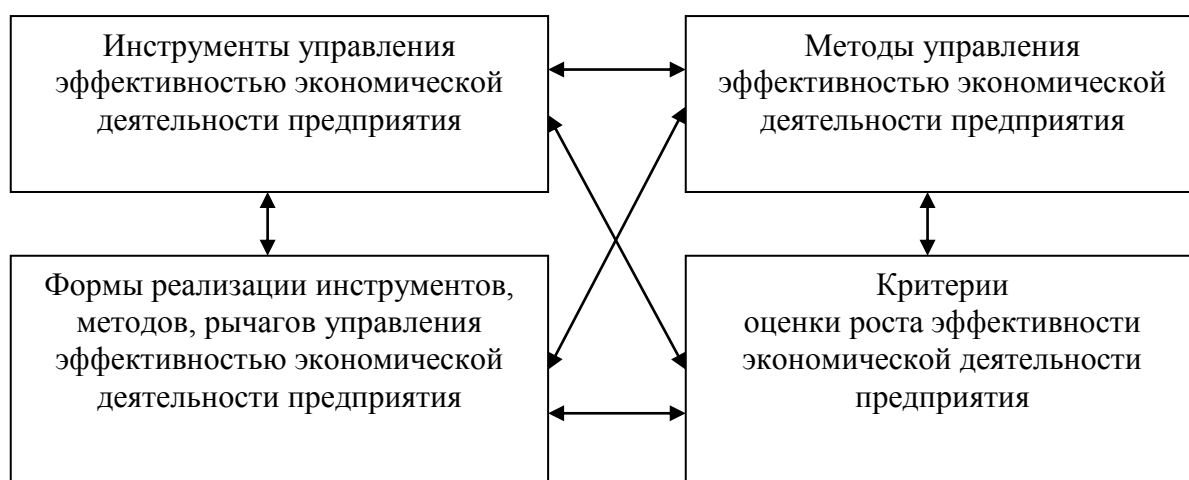 Инструменты управления
эффективностью экономической
деятельности предприятия
Методы управления
эффективностью экономической
деятельности предприятия
Формы реализации инструментов,
методов, рычагов управления
эффективностью экономической
деятельности предприятия
Критерии
оценки роста эффективности
экономической деятельности
предприятия